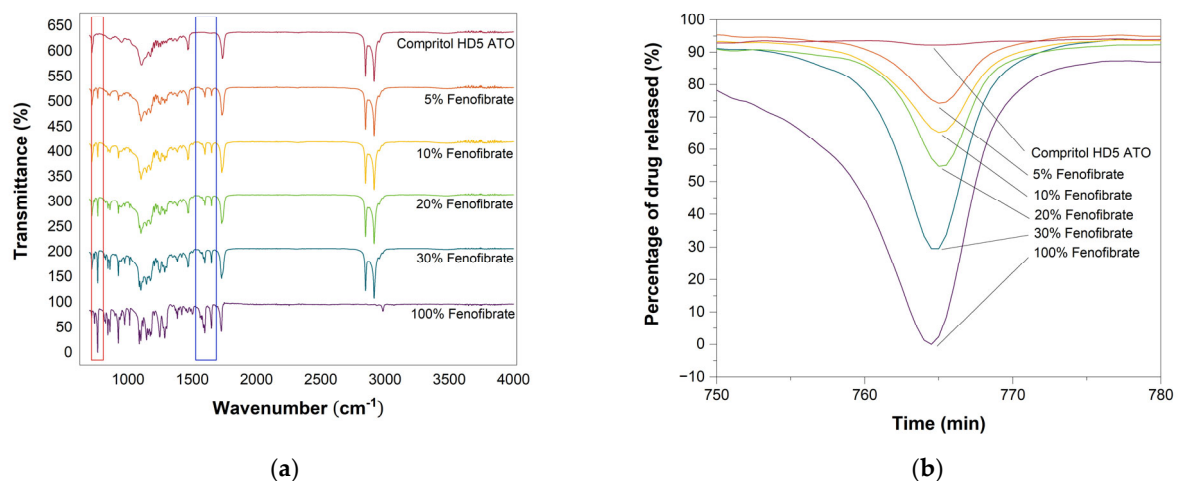 650
600
550
500
450
400
350
300
250
200
150
100
50
0
Transmittance (%)
Compritol HD5 ATO
5% Fenofibrate
10% Fenofibrate
20% Fenofibrate
30% Fenofibrate
100% Fenofibrate
1000 1500 2000 2500 3000 3500 4000
Wavenumber (cm⁻¹)
(a)
100
90
80
70
60
50
40
30
20
10
0
−10
Percentage of drug released (%)
Compritol HD5 ATO
5% Fenofibrate
10% Fenofibrate
20% Fenofibrate
30% Fenofibrate
100% Fenofibrate
750 760 770 780
Time (min)
(b)